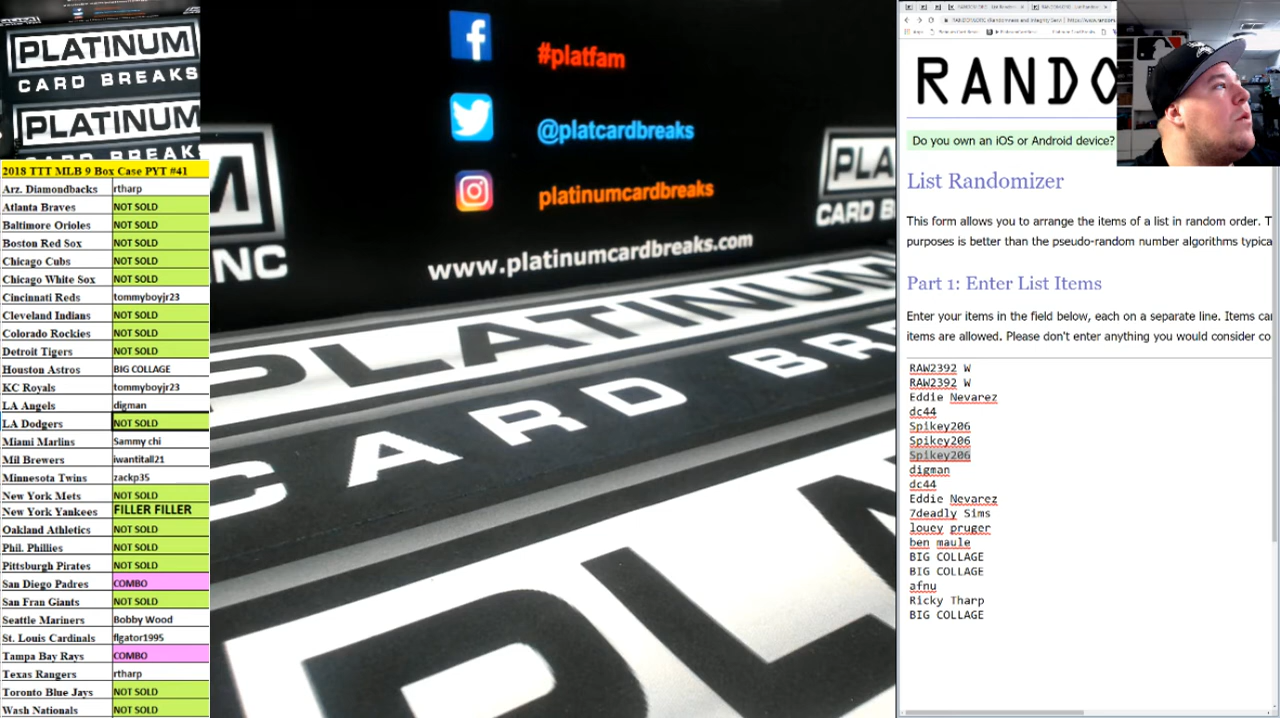 PLATINUM
CARD BREAKS
PLATINUM
2018 TTT MLB 9 Box Case PYT #41
Arz. Diamondbacks rtharp
Atlanta Braves NOT SOLD
Baltimore Orioles NOT SOLD
Boston Red Sox NOT SOLD
Chicago Cubs NOT SOLD
Chicago White Sox NOT SOLD
Cincinnati Reds tommyboyjr23
Cleveland Indians NOT SOLD
Colorado Rockies NOT SOLD
Detroit Tigers NOT SOLD
Houston Astros BIG COLLAGE
KC Royals tommyboyjr23
LA Angels digman
LA Dodgers NOT SOLD
Miami Marlins Sammy chi
Mil Brewers iwantitall21
Minnesota Twins zackp35
New York Mets NOT SOLD
New York Yankees FILLER FILLER
Oakland Athletics NOT SOLD
Phil. Phillies NOT SOLD
Pittsburgh Pirates NOT SOLD
San Diego Padres COMBO
San Fran Giants NOT SOLD
Seattle Mariners Bobby Wood
St. Louis Cardinals flgator1995
Tampa Bay Rays COMBO
Texas Rangers rtharp
Toronto Blue Jays NOT SOLD
Wash Nationals NOT SOLD
#platfam
@platcardbreaks
platinumcardbreaks
www.platinumcardbreaks.com
M
NC
PLA
CARD B
PLATINUM
CARD BR
PLA
RANDO
Do you own an iOS or Android device?
List Randomizer
This form allows you to arrange the items of a list in random order. T
purposes is better than the pseudo-random number algorithms typica
Part 1: Enter List Items
Enter your items in the field below, each on a separate line. Items can
items are allowed. Please don't enter anything you would consider co
RAW2392 W
RAW2392 W
Eddie Nevarez
dc44
Spikey206
Spikey206
Spikey206
digman
dc44
Eddie Nevarez
7deadly Sims
louey pruger
ben maule
BIG COLLAGE
BIG COLLAGE
afnu
Ricky Tharp
BIG COLLAGE